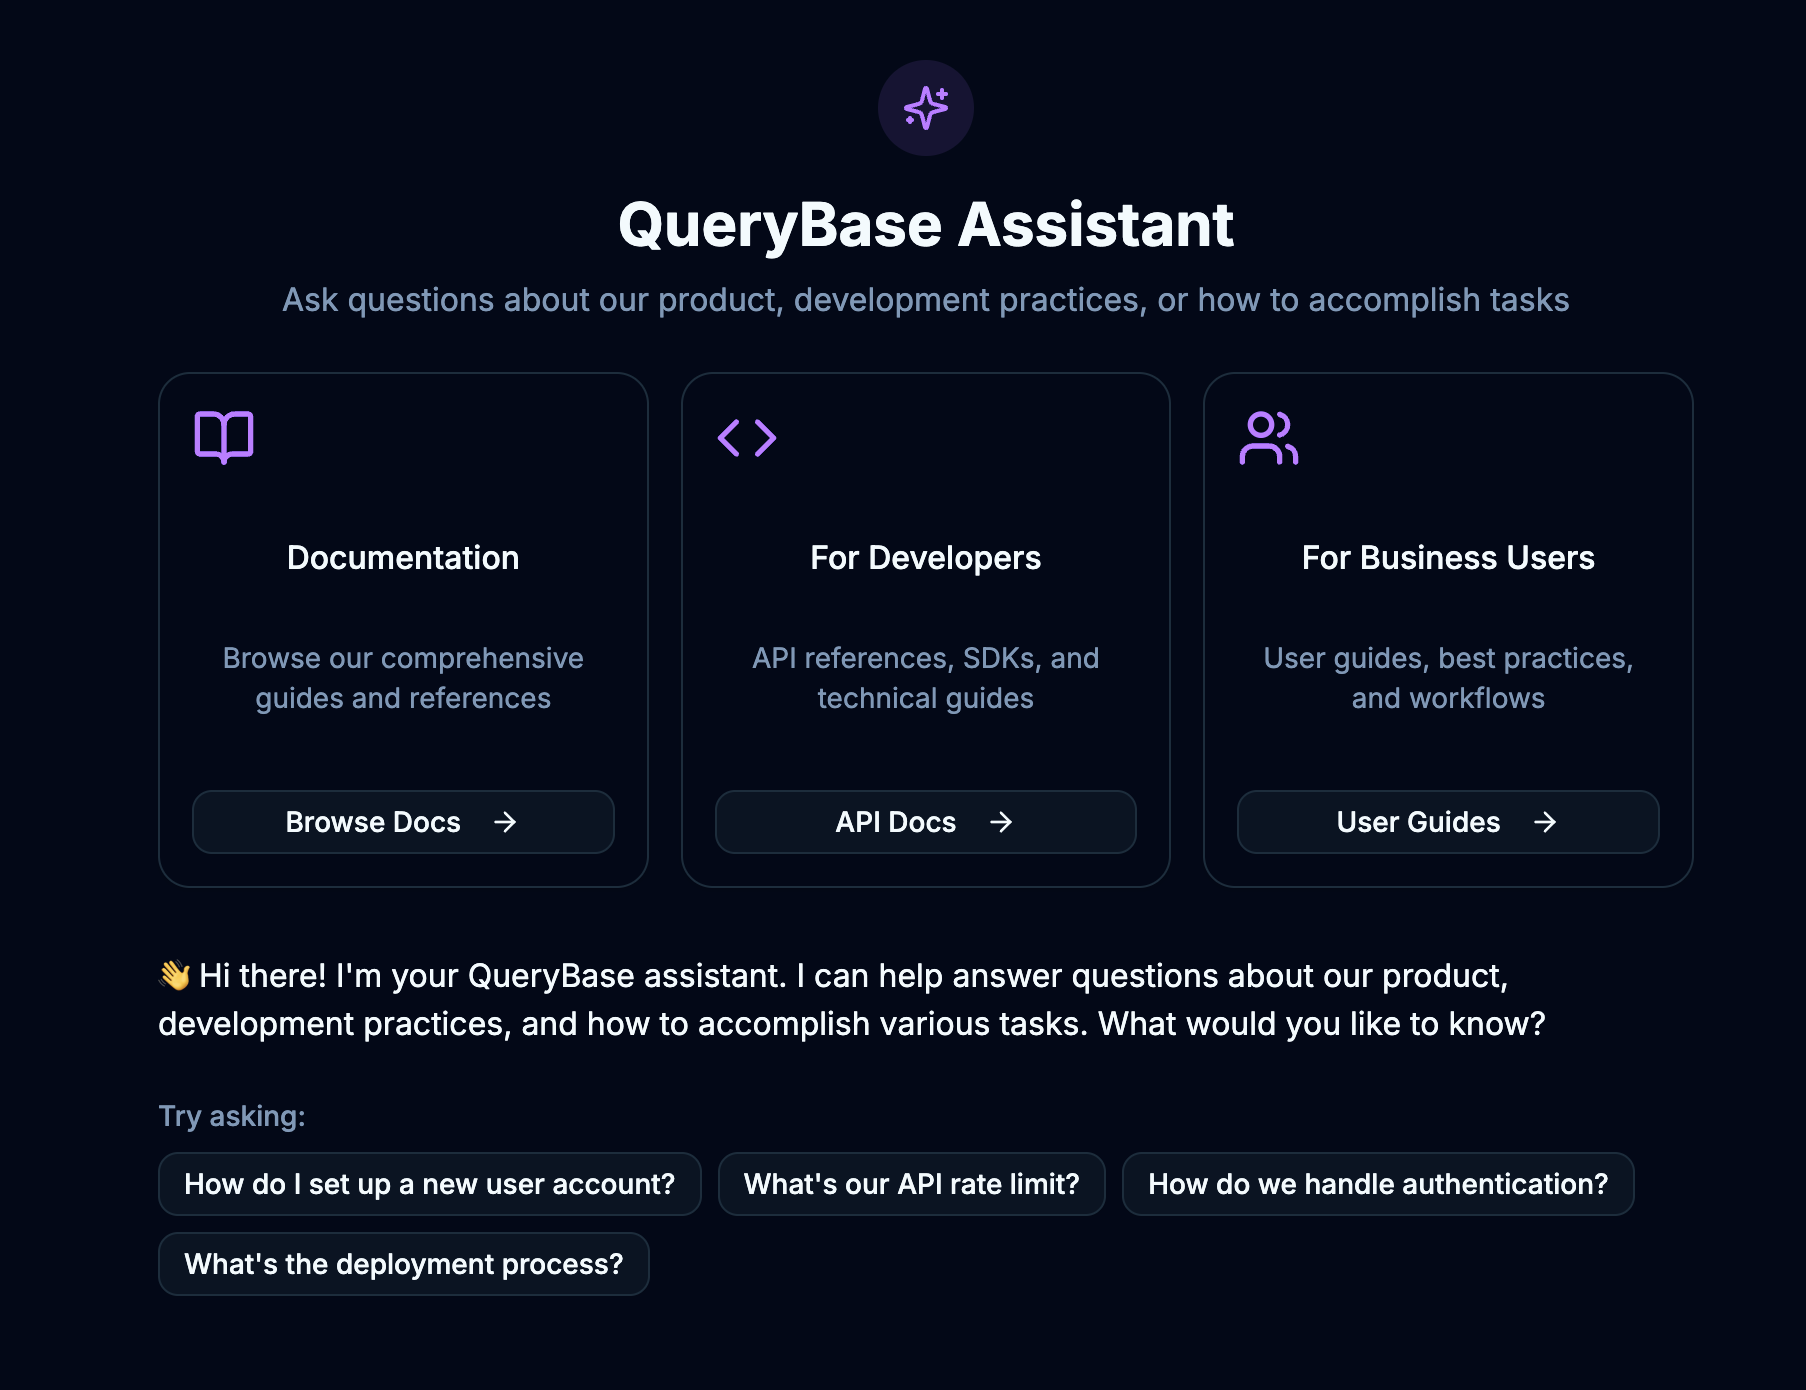 QueryBase Assistant
Ask questions about our product, development practices, or how to accomplish tasks
Documentation
Browse our comprehensive
guides and references
Browse Docs →
For Developers
API references, SDKs, and
technical guides
API Docs →
For Business Users
User guides, best practices,
and workflows
User Guides →
👋 Hi there! I'm your QueryBase assistant. I can help answer questions about our product,
development practices, and how to accomplish various tasks. What would you like to know?
Try asking:
How do I set up a new user account?
What's our API rate limit?
How do we handle authentication?
What's the deployment process?